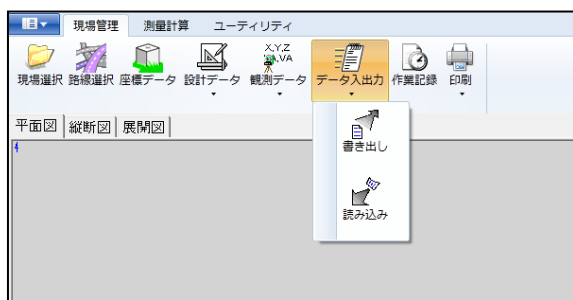 現場管理 測量計算 ユーティリティ
X,Y,Z
現場選択 路線選択 座標データ 設計データ 観測データ データ入出力 作業記録 印刷
平面図 縦断図 展開図
書き出し
読み込み